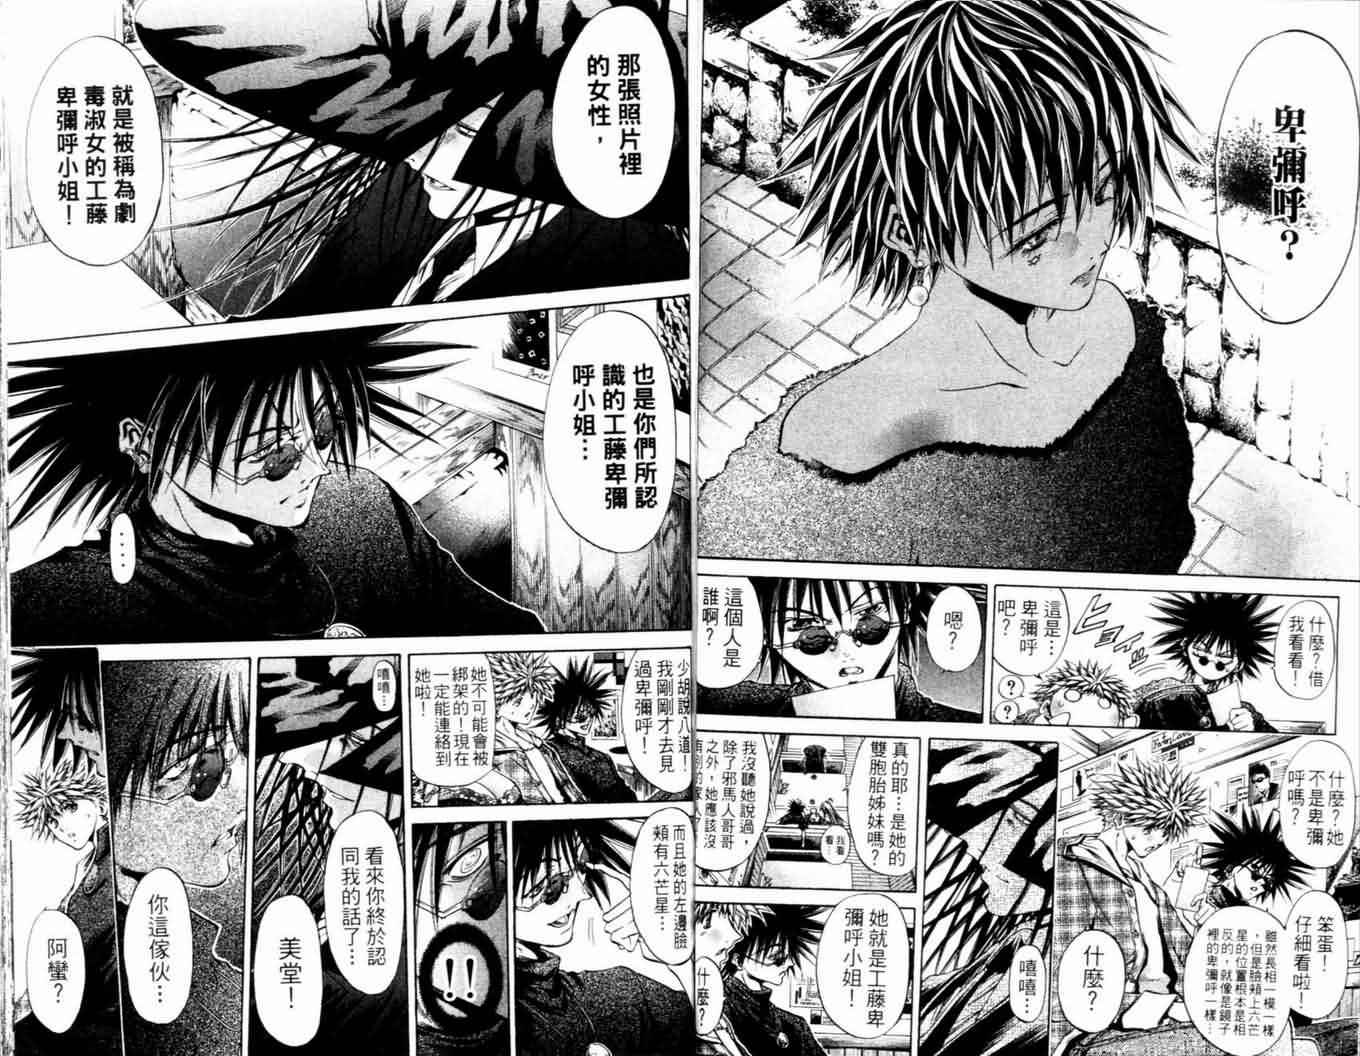 卑彌呼?
什麼?借
我看看!
這是…
卑彌呼
吧?
?
?
嗯?
這個人是
誰啊?
什麼?她
不是卑彌
呼嗎?
笨蛋!
仔細看啦!
雖然長相一模一樣
,但是臉頰上六芒
星的位置根本是相
反的,就像是鏡子
裡的卑彌呼一樣…
什麼?
嘻…
真的耶…是她的
雙胞胎姊妹嗎?
我看
看
我沒聽她說過,
除了邪馬人哥哥
之外,她應該沒
她就是工藤卑
彌呼小姐!
什麼?
那張照片裡
的女性,
就是被稱為劇
毒淑女的工藤
卑彌呼小姐!
也是你們所認
識的工藤卑彌
呼小姐…
‥‥
少胡說八道!
我剛剛才去見
過卑彌呼!
她不可能會被
綁架的!現在
一定能連絡到
她啦!
而且她的左邊臉
頰有六芒星…
!!
嘻嘻…
看來你終於認
同我的話了…
美堂!
你這傢伙
阿蠻?